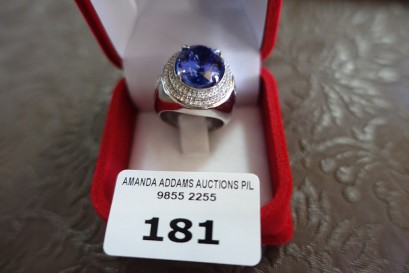 AMANDA ADDAMS AUCTIONS P/L
9855 2255
181